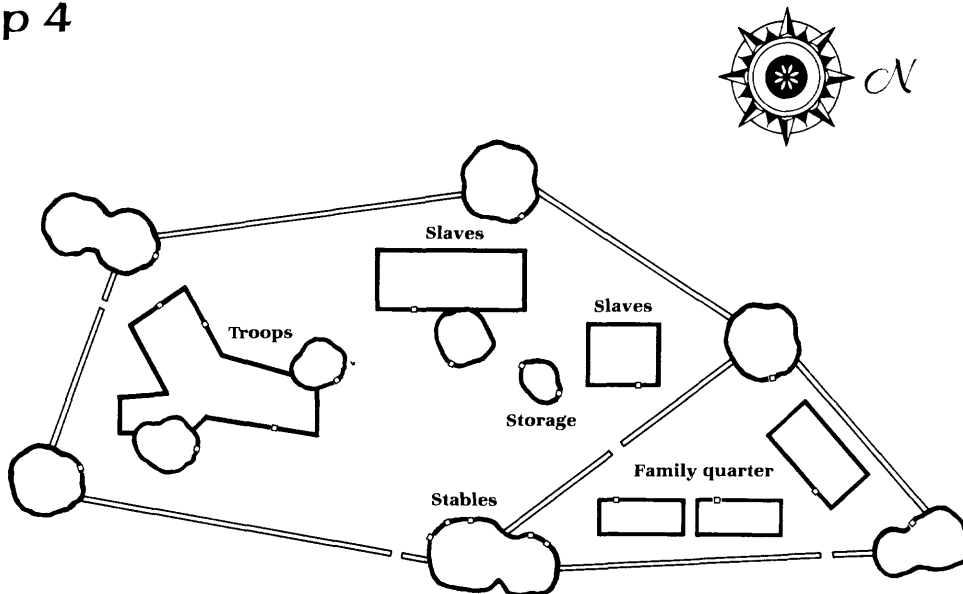 p 4
N
Slaves
Slaves
Troops
Storage
Family quarter
Stables